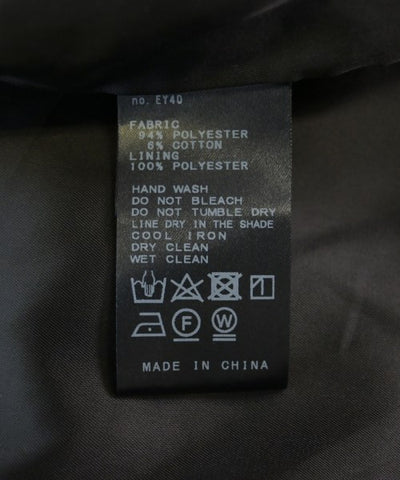 no. EY40
FABRIC
94% POLYESTER
6% COTTON
LINING
100% POLYESTER
HAND WASH
DO NOT BLEACH
DO NOT TUMBLE DRY
LINE DRY IN THE SHADE
COOL IRON
DRY CLEAN
WET CLEAN
F W
MADE IN CHINA